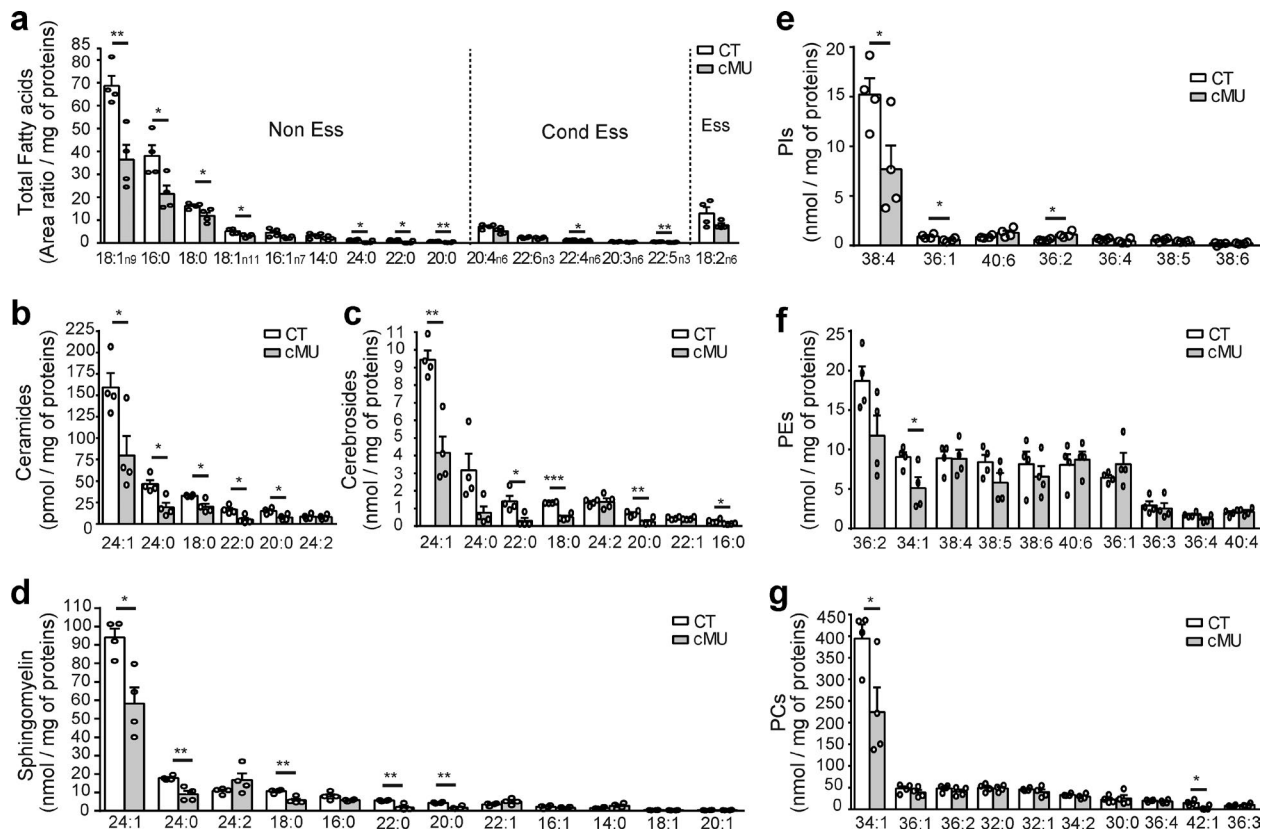 a
Total Fatty acids
(Area ratio / mg of proteins)
85
80
70
60
50
40
30
20
10
0
Non Ess
Cond Ess
Ess
CT
cMU
** * * * * * ** * **
18:1n9 16:0 18:0 18:1n11 16:1n7 14:0 24:0 22:0 20:0 20:4n6 22:6n3 22:4n6 20:3n6 22:5n3 18:2n6
b
Ceramides
(pmol / mg of proteins)
225
200
175
150
125
100
75
50
25
0
CT
cMU
* * * * *
24:1 24:0 18:0 22:0 20:0 24:2
c
Cerebrosides
(nmol / mg of proteins)
11
10
9
8
7
6
5
4
3
2
1
0
CT
cMU
** * *** ** *
24:1 24:0 22:0 18:0 24:2 20:0 22:1 16:0
d
Sphingomyelin
(nmol / mg of proteins)
110
100
90
80
70
60
50
40
30
20
10
0
CT
cMU
* ** ** ** **
24:1 24:0 24:2 18:0 16:0 22:0 20:0 22:1 16:1 14:0 18:1 20:1
e
PIs
(nmol / mg of proteins)
20
15
10
5
0
CT
cMU
* * *
38:4 36:1 40:6 36:2 36:4 38:5 38:6
f
PEs
(nmol / mg of proteins)
25
20
15
10
5
0
CT
cMU
*
36:2 34:1 38:4 38:5 38:6 40:6 36:1 36:3 36:4 40:4
g
PCs
(nmol / mg of proteins)
450
400
350
300
100
50
0
CT
cMU
* *
34:1 36:1 36:2 32:0 32:1 34:2 30:0 36:4 42:1 36:3